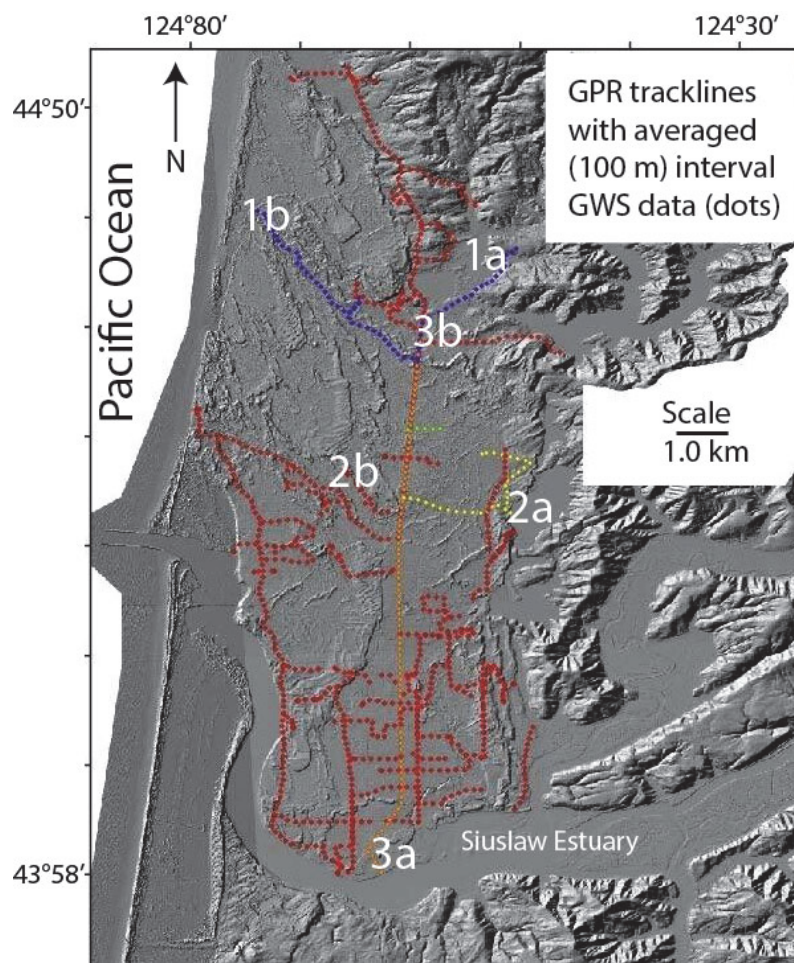 124°80' 124°30'
44°50'
N
GPR tracklines
with averaged
(100 m) interval
GWS data (dots)
Pacific Ocean
1b
1a
3b
Scale
1.0 km
2b
2a
Siuslaw Estuary
3a
43°58'